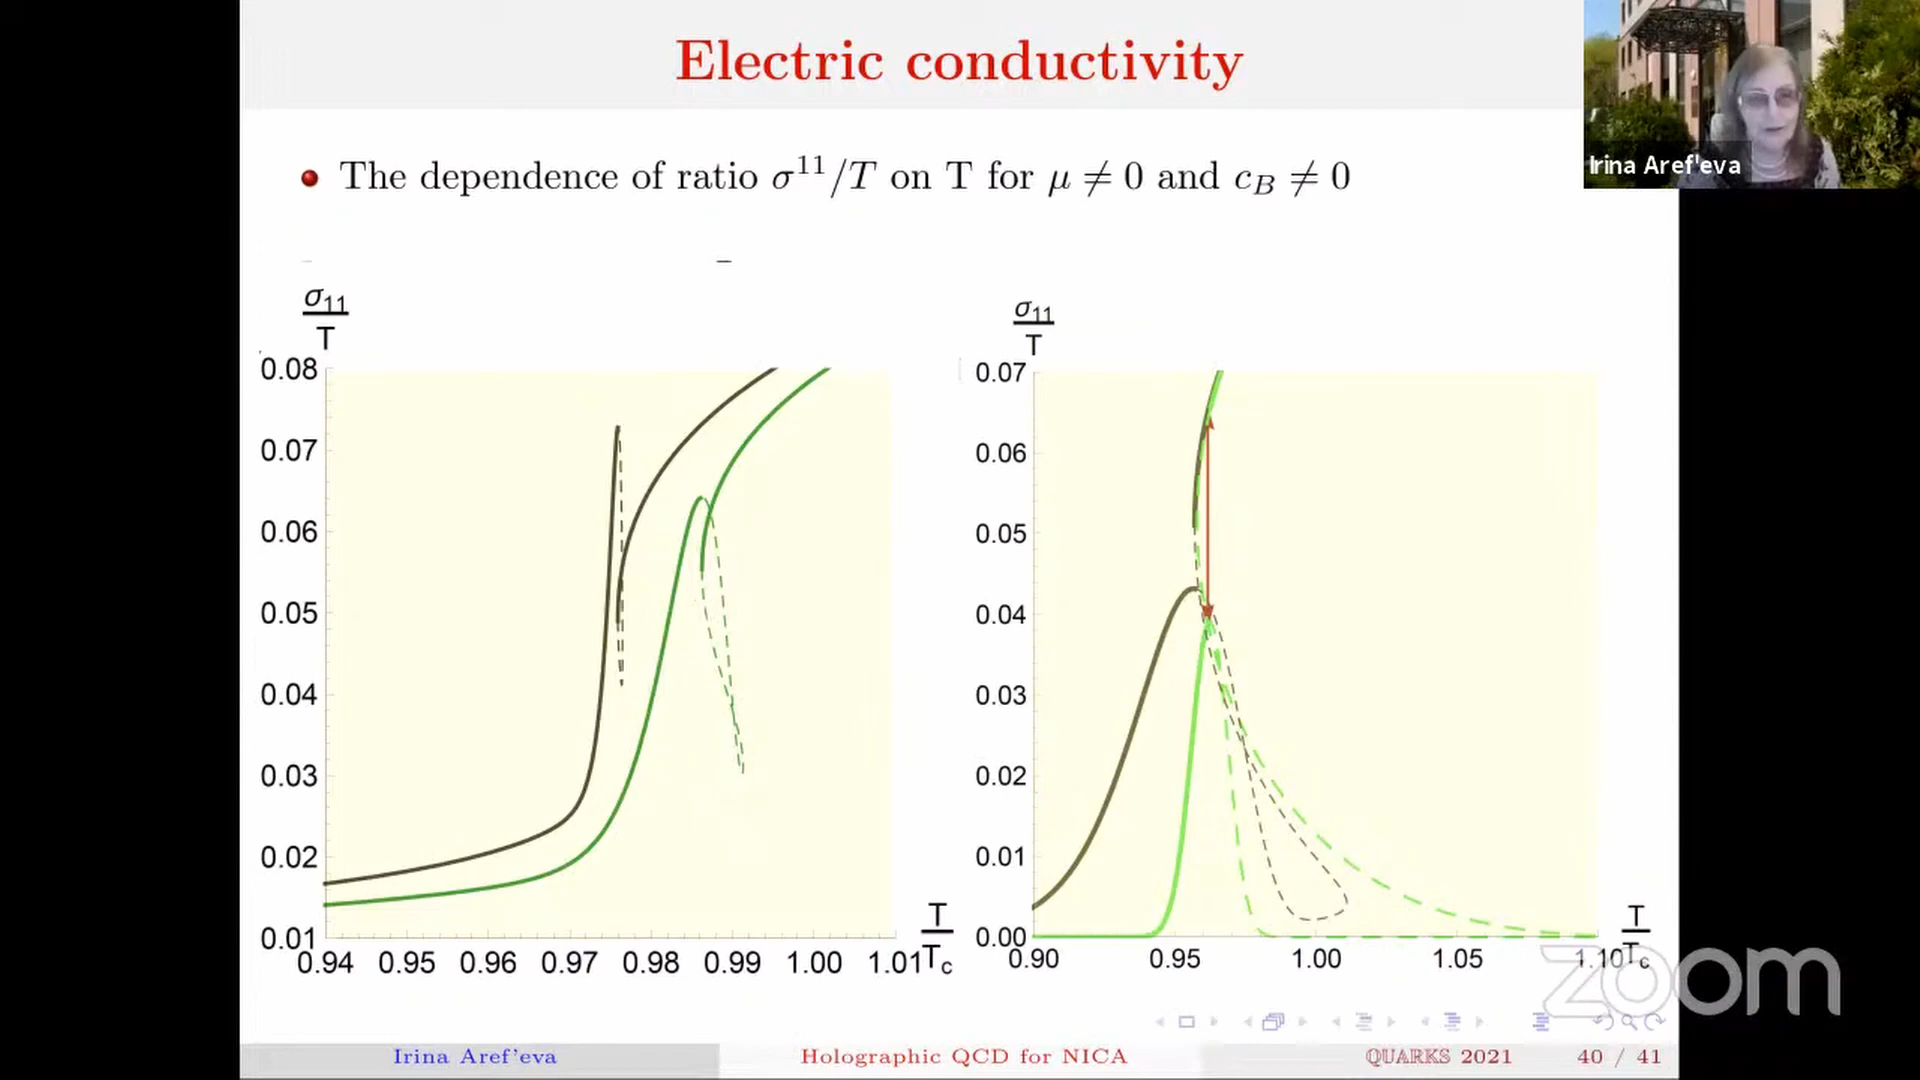 Electric conductivity
Irina Aref'eva
The dependence of ratio σ¹¹/T on T for μ ≠ 0 and c_B ≠ 0
σ₁₁
T
0.08
0.07
0.06
0.05
0.04
0.03
0.02
0.01
0.94 0.95 0.96 0.97 0.98 0.99 1.00 1.01
T
T_c
σ₁₁
T
0.07
0.06
0.05
0.04
0.03
0.02
0.01
0.00
0.90 0.95 1.00 1.05 1.10
T
T_c
zoom
Irina Aref'eva Holographic QCD for NICA QUARKS 2021 40 / 41